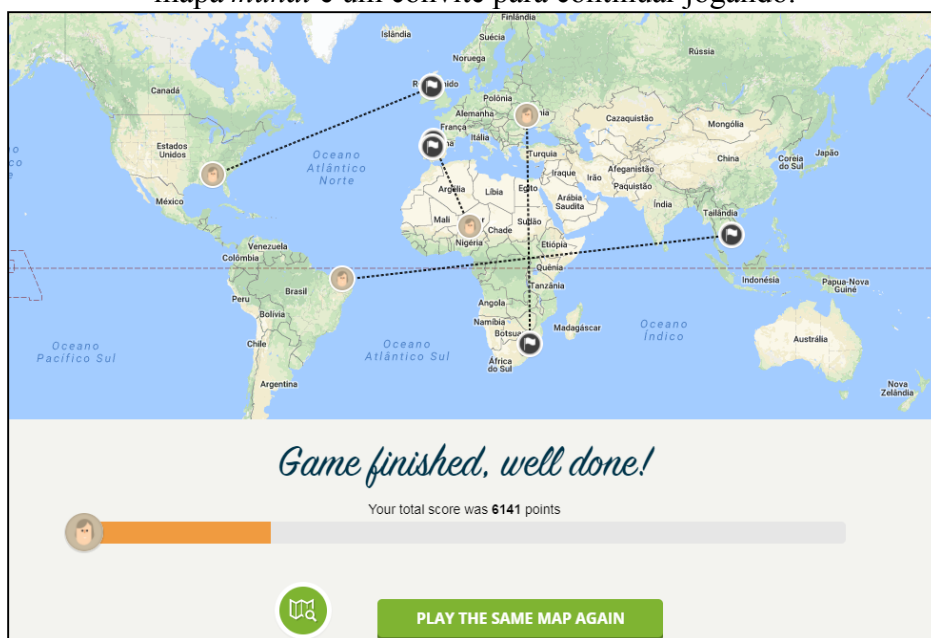 mapa mundi e um convite para continuar jogando.
Finlândia
Islândia
Suécia
Noruega
Rússia
Canadá
Polônia
Alemanha
Cazaquistão
Mongólia
França
Itália
Estados
Unidos
Oceano
Atlântico
Norte
Turquia
China
Coreia
do Sul
Japão
Iraque
Irão
Afeganistão
Paquistão
México
Argélia
Líbia
Egito
Arábia
Saudita
Índia
Mali
Chade
Sudão
Tailândia
Nigéria
Etiópia
Venezuela
Colômbia
Quênia
Indonésia
Papua-Nova
Guiné
Tanzânia
Peru
Brasil
Angola
Bolívia
Namíbia
Madagáscar
Oceano
Índico
Oceano
Pacífico Sul
Chile
Oceano
Atlântico Sul
Austrália
África
do Sul
Argentina
Nova
Zelândia
Game finished, well done!
Your total score was 6141 points
PLAY THE SAME MAP AGAIN